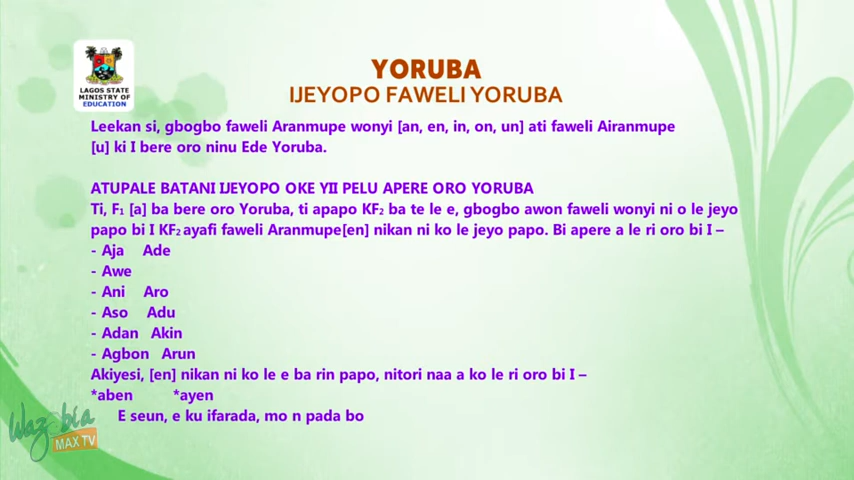 LAGOS STATE
MINISTRY OF
EDUCATION
YORUBA
IJEYOPO FAWELI YORUBA
Leekan si, gbogbo faweli Aranmupe wonyi [an, en, in, on, un] ati faweli Airanmupe
[u] ki I bere oro ninu Ede Yoruba.
ATUPALE BATANI IJEYOPO OKE YII PELU APERE ORO YORUBA
Ti, F₁ [a] ba bere oro Yoruba, ti apapo KF₂ ba te le e, gbogbo awon faweli wonyi ni o le jeyo
papo bi I KF₂ ayafi faweli Aranmupe[en] nikan ni ko le jeyo papo. Bi apere a le ri oro bi I –
- Aja Ade
- Awe
- Ani Aro
- Aso Adu
- Adan Akin
- Agbon Arun
Akiyesi, [en] nikan ni ko le e ba rin papo, nitori naa a ko le ri oro bi I –
*aben *ayen
E seun, e ku ifarada, mo n pada bo
Wazobia
MAX TV